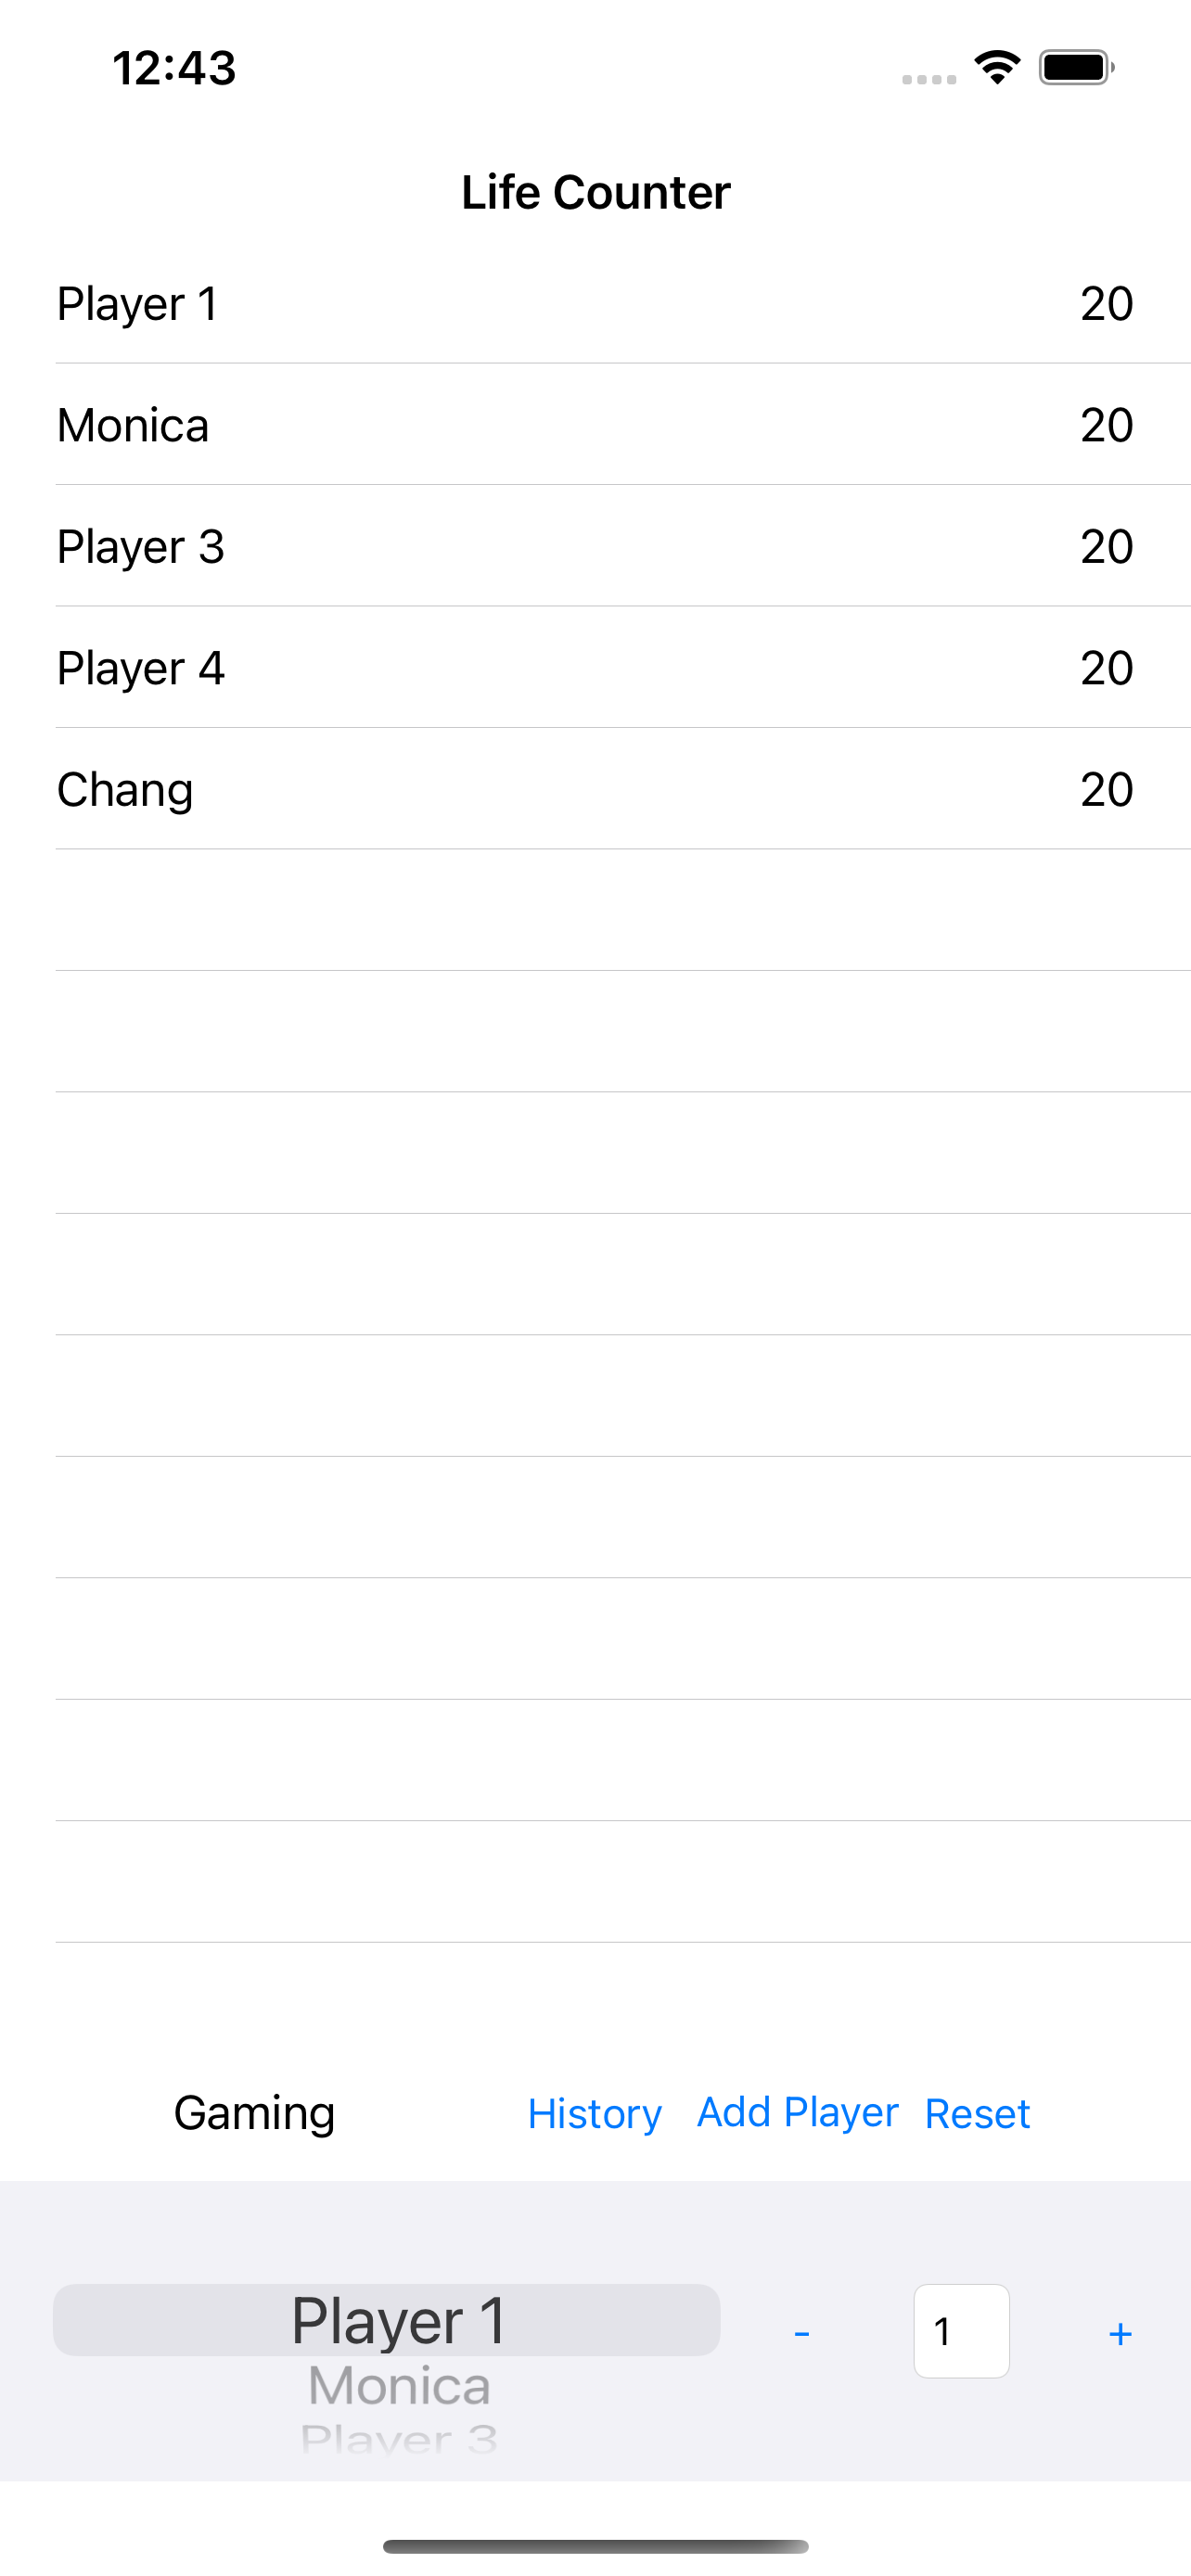 12:43
Life Counter
Player 1 20
Monica 20
Player 3 20
Player 4 20
Chang 20
Gaming History Add Player Reset
Player 1 - 1 +
Monica
Player 3